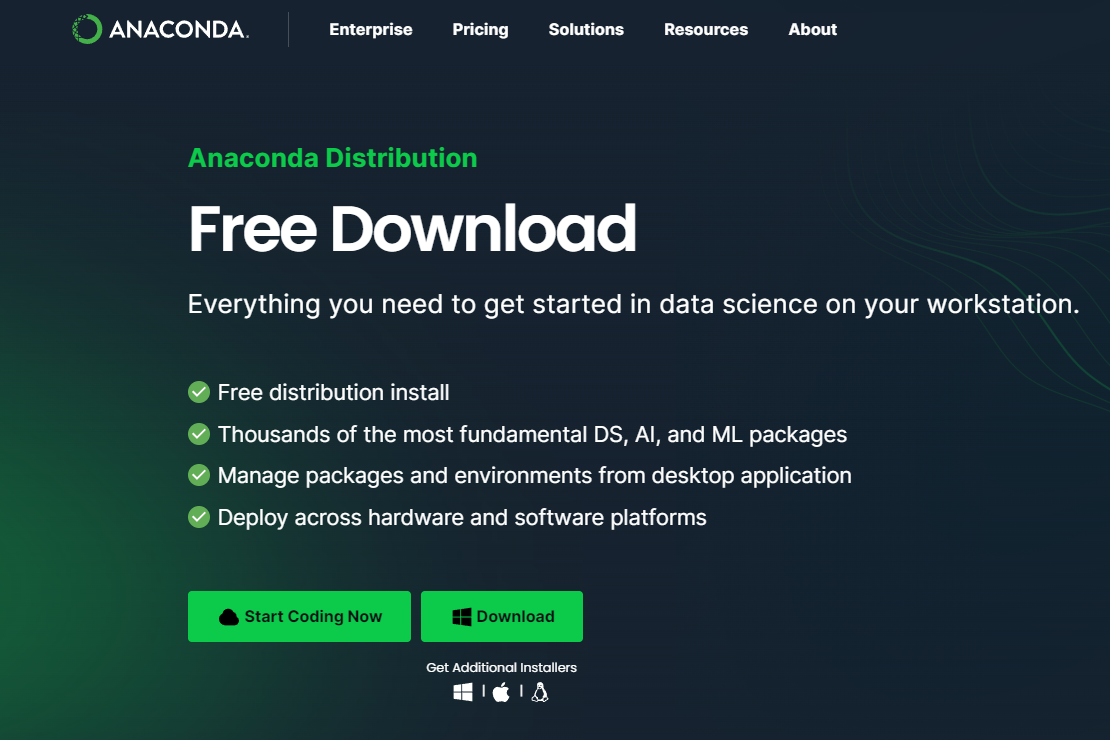 ANACONDA.
Enterprise
Pricing
Solutions
Resources
About
Anaconda Distribution
Free Download
Everything you need to get started in data science on your workstation.
Free distribution install
Thousands of the most fundamental DS, AI, and ML packages
Manage packages and environments from desktop application
Deploy across hardware and software platforms
Start Coding Now
Download
Get Additional Installers
| |